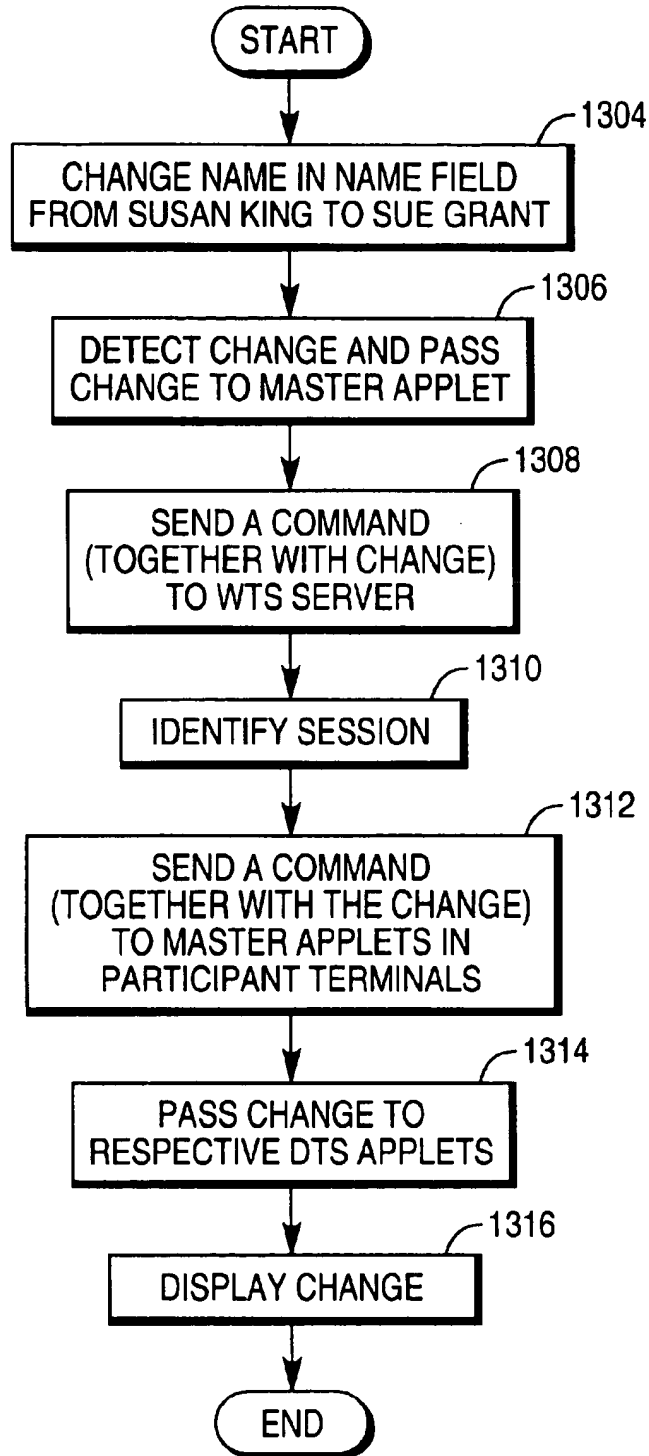 START
1304
CHANGE NAME IN NAME FIELD
FROM SUSAN KING TO SUE GRANT
1306
DETECT CHANGE AND PASS
CHANGE TO MASTER APPLET
1308
SEND A COMMAND
(TOGETHER WITH CHANGE)
TO WTS SERVER
1310
IDENTIFY SESSION
1312
SEND A COMMAND
(TOGETHER WITH THE CHANGE)
TO MASTER APPLETS IN
PARTICIPANT TERMINALS
1314
PASS CHANGE TO
RESPECTIVE DTS APPLETS
1316
DISPLAY CHANGE
END